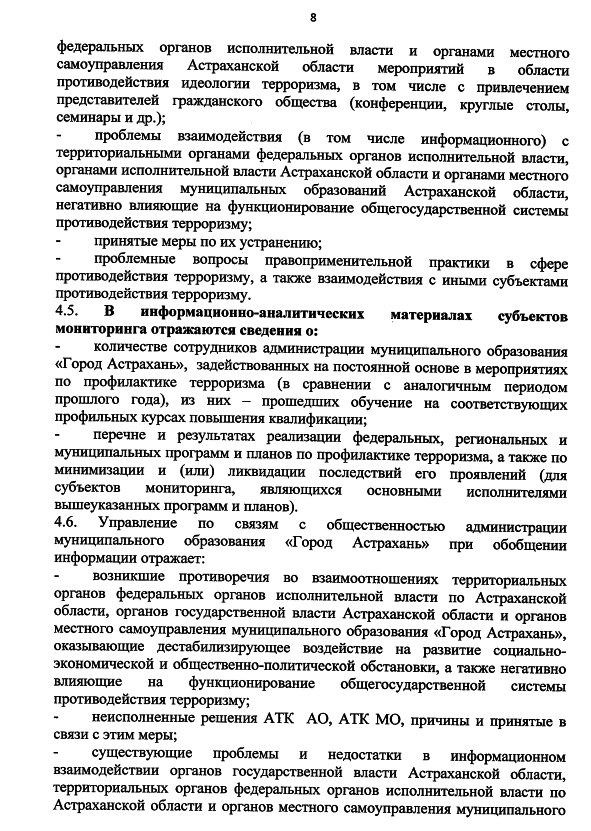 8
федеральных органов исполнительной власти и органами местного
самоуправления Астраханской области мероприятий в области
противодействия идеологии терроризма, в том числе с привлечением
представителей гражданского общества (конференции, круглые столы,
семинары и др.);
- проблемы взаимодействия (в том числе информационного) с
территориальными органами федеральных органов исполнительной власти,
органами исполнительной власти Астраханской области и органами местного
самоуправления муниципальных образований Астраханской области,
негативно влияющие на функционирование общегосударственной системы
противодействия терроризму;
- принятые меры по их устранению;
- проблемные вопросы правоприменительной практики в сфере
противодействия терроризму, а также взаимодействия с иными субъектами
противодействия терроризму.
4.5. В информационно-аналитических материалах субъектов
мониторинга отражаются сведения о:
- количестве сотрудников администрации муниципального образования
«Город Астрахань», задействованных на постоянной основе в мероприятиях
по профилактике терроризма (в сравнении с аналогичным периодом
прошлого года), из них – прошедших обучение на соответствующих
профильных курсах повышения квалификации;
- перечне и результатах реализации федеральных, региональных и
муниципальных программ и планов по профилактике терроризма, а также по
минимизации и (или) ликвидации последствий его проявлений (для
субъектов мониторинга, являющихся основными исполнителями
вышеуказанных программ и планов).
4.6. Управление по связям с общественностью администрации
муниципального образования «Город Астрахань» при обобщении
информации отражает:
- возникшие противоречия во взаимоотношениях территориальных
органов федеральных органов исполнительной власти по Астраханской
области, органов государственной власти Астраханской области и органов
местного самоуправления муниципального образования «Город Астрахань»,
оказывающие дестабилизирующее воздействие на развитие социально-
экономической и общественно-политической обстановки, а также негативно
влияющие на функционирование общегосударственной системы
противодействия терроризму;
- неисполненные решения АТК АО, АТК МО, причины и принятые в
связи с этим меры;
- существующие проблемы и недостатки в информационном
взаимодействии органов государственной власти Астраханской области,
территориальных органов федеральных органов исполнительной власти по
Астраханской области и органов местного самоуправления муниципального